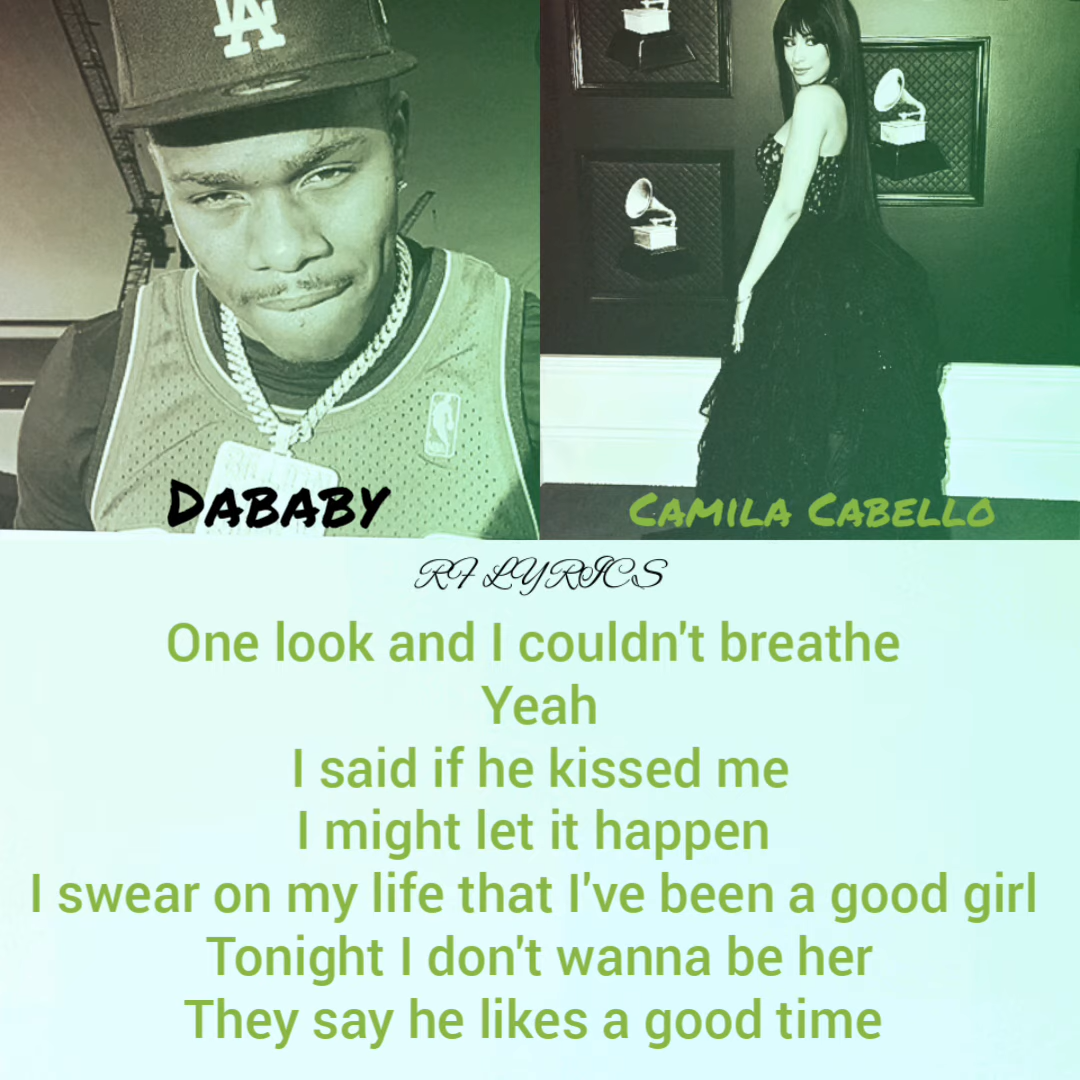 LA
DABABY
CAMILA CABELLO
RF LYRICS
One look and I couldn't breathe
Yeah
I said if he kissed me
I might let it happen
I swear on my life that I've been a good girl
Tonight I don't wanna be her
They say he likes a good time